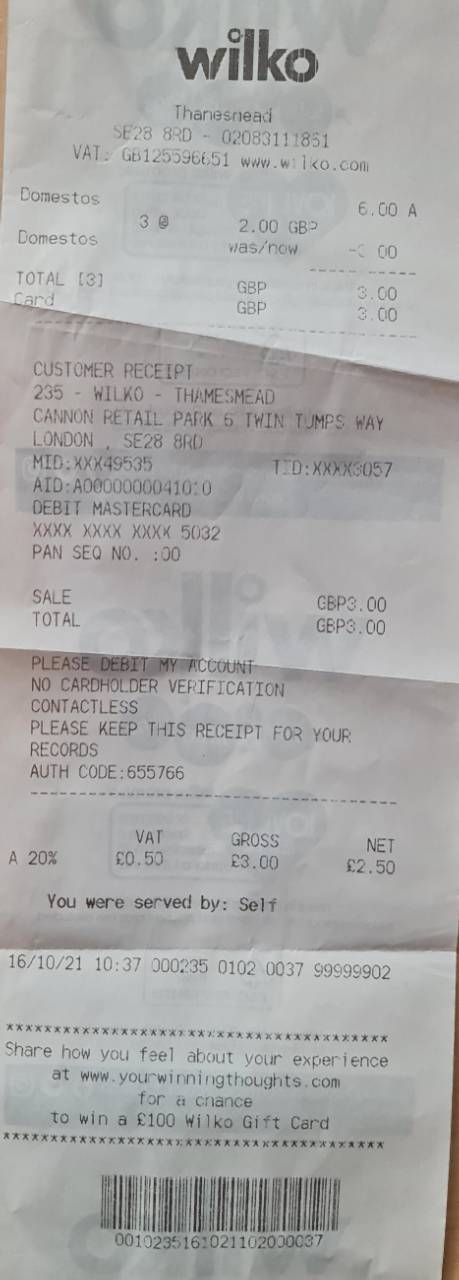 wilko
Thamesmead
SE28 8RD - 02083111861
VAT: GB125596651 www.wilko.com
Domestos
6.00 A
3 @ 2.00 GBP
Domestos was/now -3.00
TOTAL [3] GBP 3.00
Card GBP 3.00
CUSTOMER RECEIPT
235 - WILKO - THAMESMEAD
CANNON RETAIL PARK 6 TWIN TUMPS WAY
LONDON , SE28 8RD
MID:XXX49535 TID:XXXX3057
AID:A0000000041010
DEBIT MASTERCARD
XXXX XXXX XXXX 5032
PAN SEQ NO. :00
SALE GBP3.00
TOTAL GBP3.00
PLEASE DEBIT MY ACCOUNT
NO CARDHOLDER VERIFICATION
CONTACTLESS
PLEASE KEEP THIS RECEIPT FOR YOUR
RECORDS
AUTH CODE:655766
VAT GROSS NET
A 20% £0.50 £3.00 £2.50
You were served by: Self
16/10/21 10:37 000235 0102 0037 99999902
****************************************
Share how you feel about your experience
at www.yourwinningthoughts.com
for a chance
to win a £100 Wilko Gift Card
****************************************
0010235161021102000037